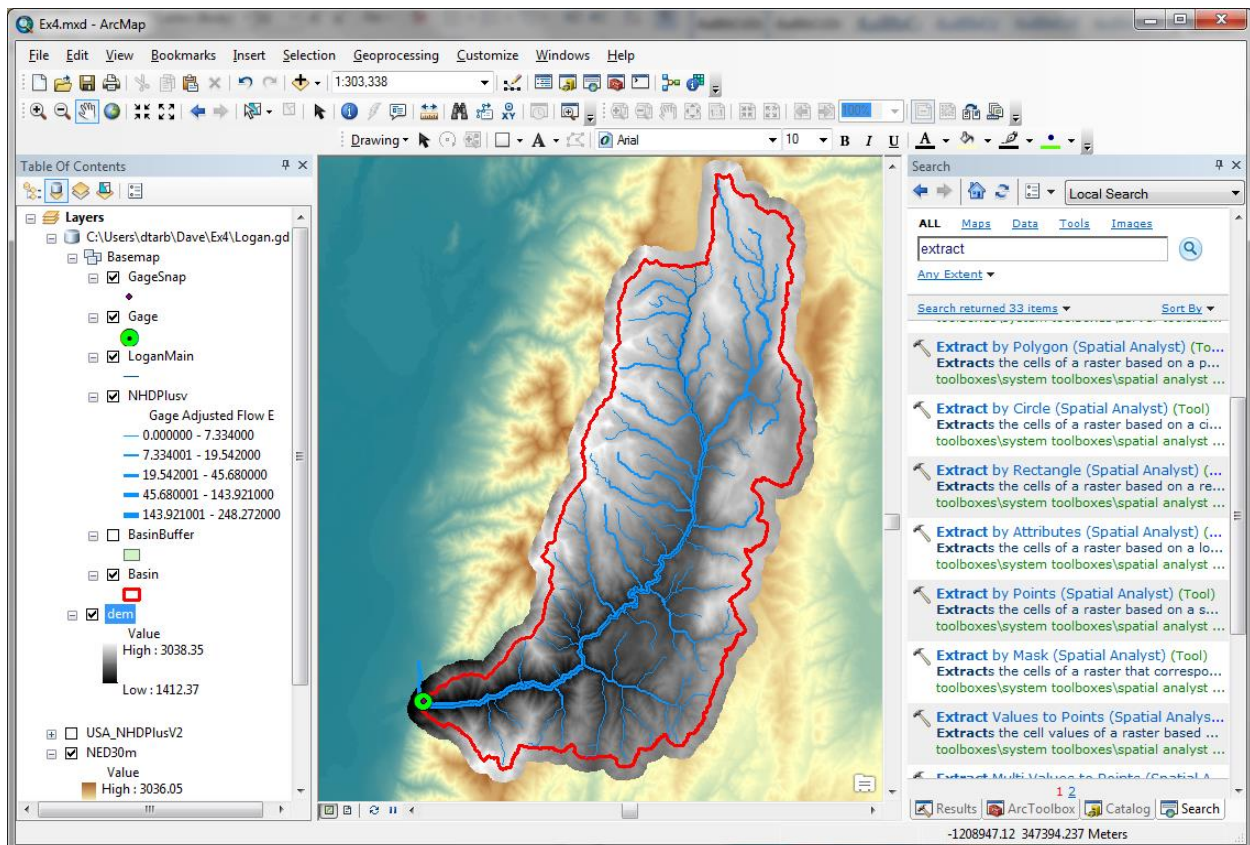 Ex4.mxd - ArcMap
File Edit View Bookmarks Insert Selection Geoprocessing Customize Windows Help
1:303,338
100%
Drawing A Arial 10 B I U A
Table Of Contents
Layers
C:\Users\dtarb\Dave\Ex4\Logan.gd
Basemap
GageSnap
Gage
LoganMain
NHDPlusv
Gage Adjusted Flow E
0.000000 - 7.334000
7.334001 - 19.542000
19.542001 - 45.680000
45.680001 - 143.921000
143.921001 - 248.272000
BasinBuffer
Basin
dem
Value
High : 3038.35
Low : 1412.37
USA_NHDPlusV2
NED30m
Value
High : 3036.05
Search
Local Search
ALL Maps Data Tools Images
extract
Any Extent
Search returned 33 items Sort By
Extract by Polygon (Spatial Analyst) (To...
Extracts the cells of a raster based on a p...
toolboxes\system toolboxes\spatial analyst ...
Extract by Circle (Spatial Analyst) (Tool)
Extracts the cells of a raster based on a ci...
toolboxes\system toolboxes\spatial analyst ...
Extract by Rectangle (Spatial Analyst) (...
Extracts the cells of a raster based on a re...
toolboxes\system toolboxes\spatial analyst ...
Extract by Attributes (Spatial Analyst) (...
Extracts the cells of a raster based on a lo...
toolboxes\system toolboxes\spatial analyst ...
Extract by Points (Spatial Analyst) (Tool)
Extracts the cells of a raster based on a s...
toolboxes\system toolboxes\spatial analyst ...
Extract by Mask (Spatial Analyst) (Tool)
Extracts the cells of a raster that correspo...
toolboxes\system toolboxes\spatial analyst ...
Extract Values to Points (Spatial Analys...
Extracts the cell values of a raster based ...
toolboxes\system toolboxes\spatial analyst ...
1 2
Results ArcToolbox Catalog Search
-1208947.12 347394.237 Meters